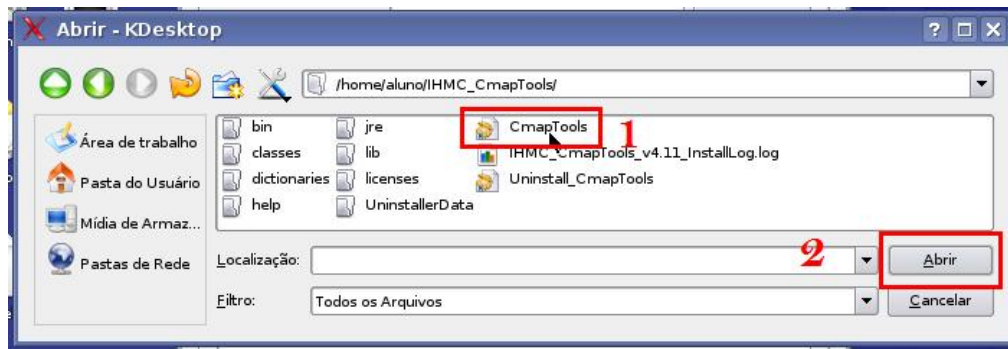 Abrir - KDesktop
/home/aluno/IHMC_CmapTools/
Área de trabalho
Pasta do Usuário
Mídia de Armaz...
Pastas de Rede
bin jre CmapTools 1
classes lib IHMC_CmapTools_v4.11_InstallLog.log
dictionaries licenses Uninstall_CmapTools
help UninstallerData
Localização: 2 Abrir
Filtro: Todos os Arquivos Cancelar